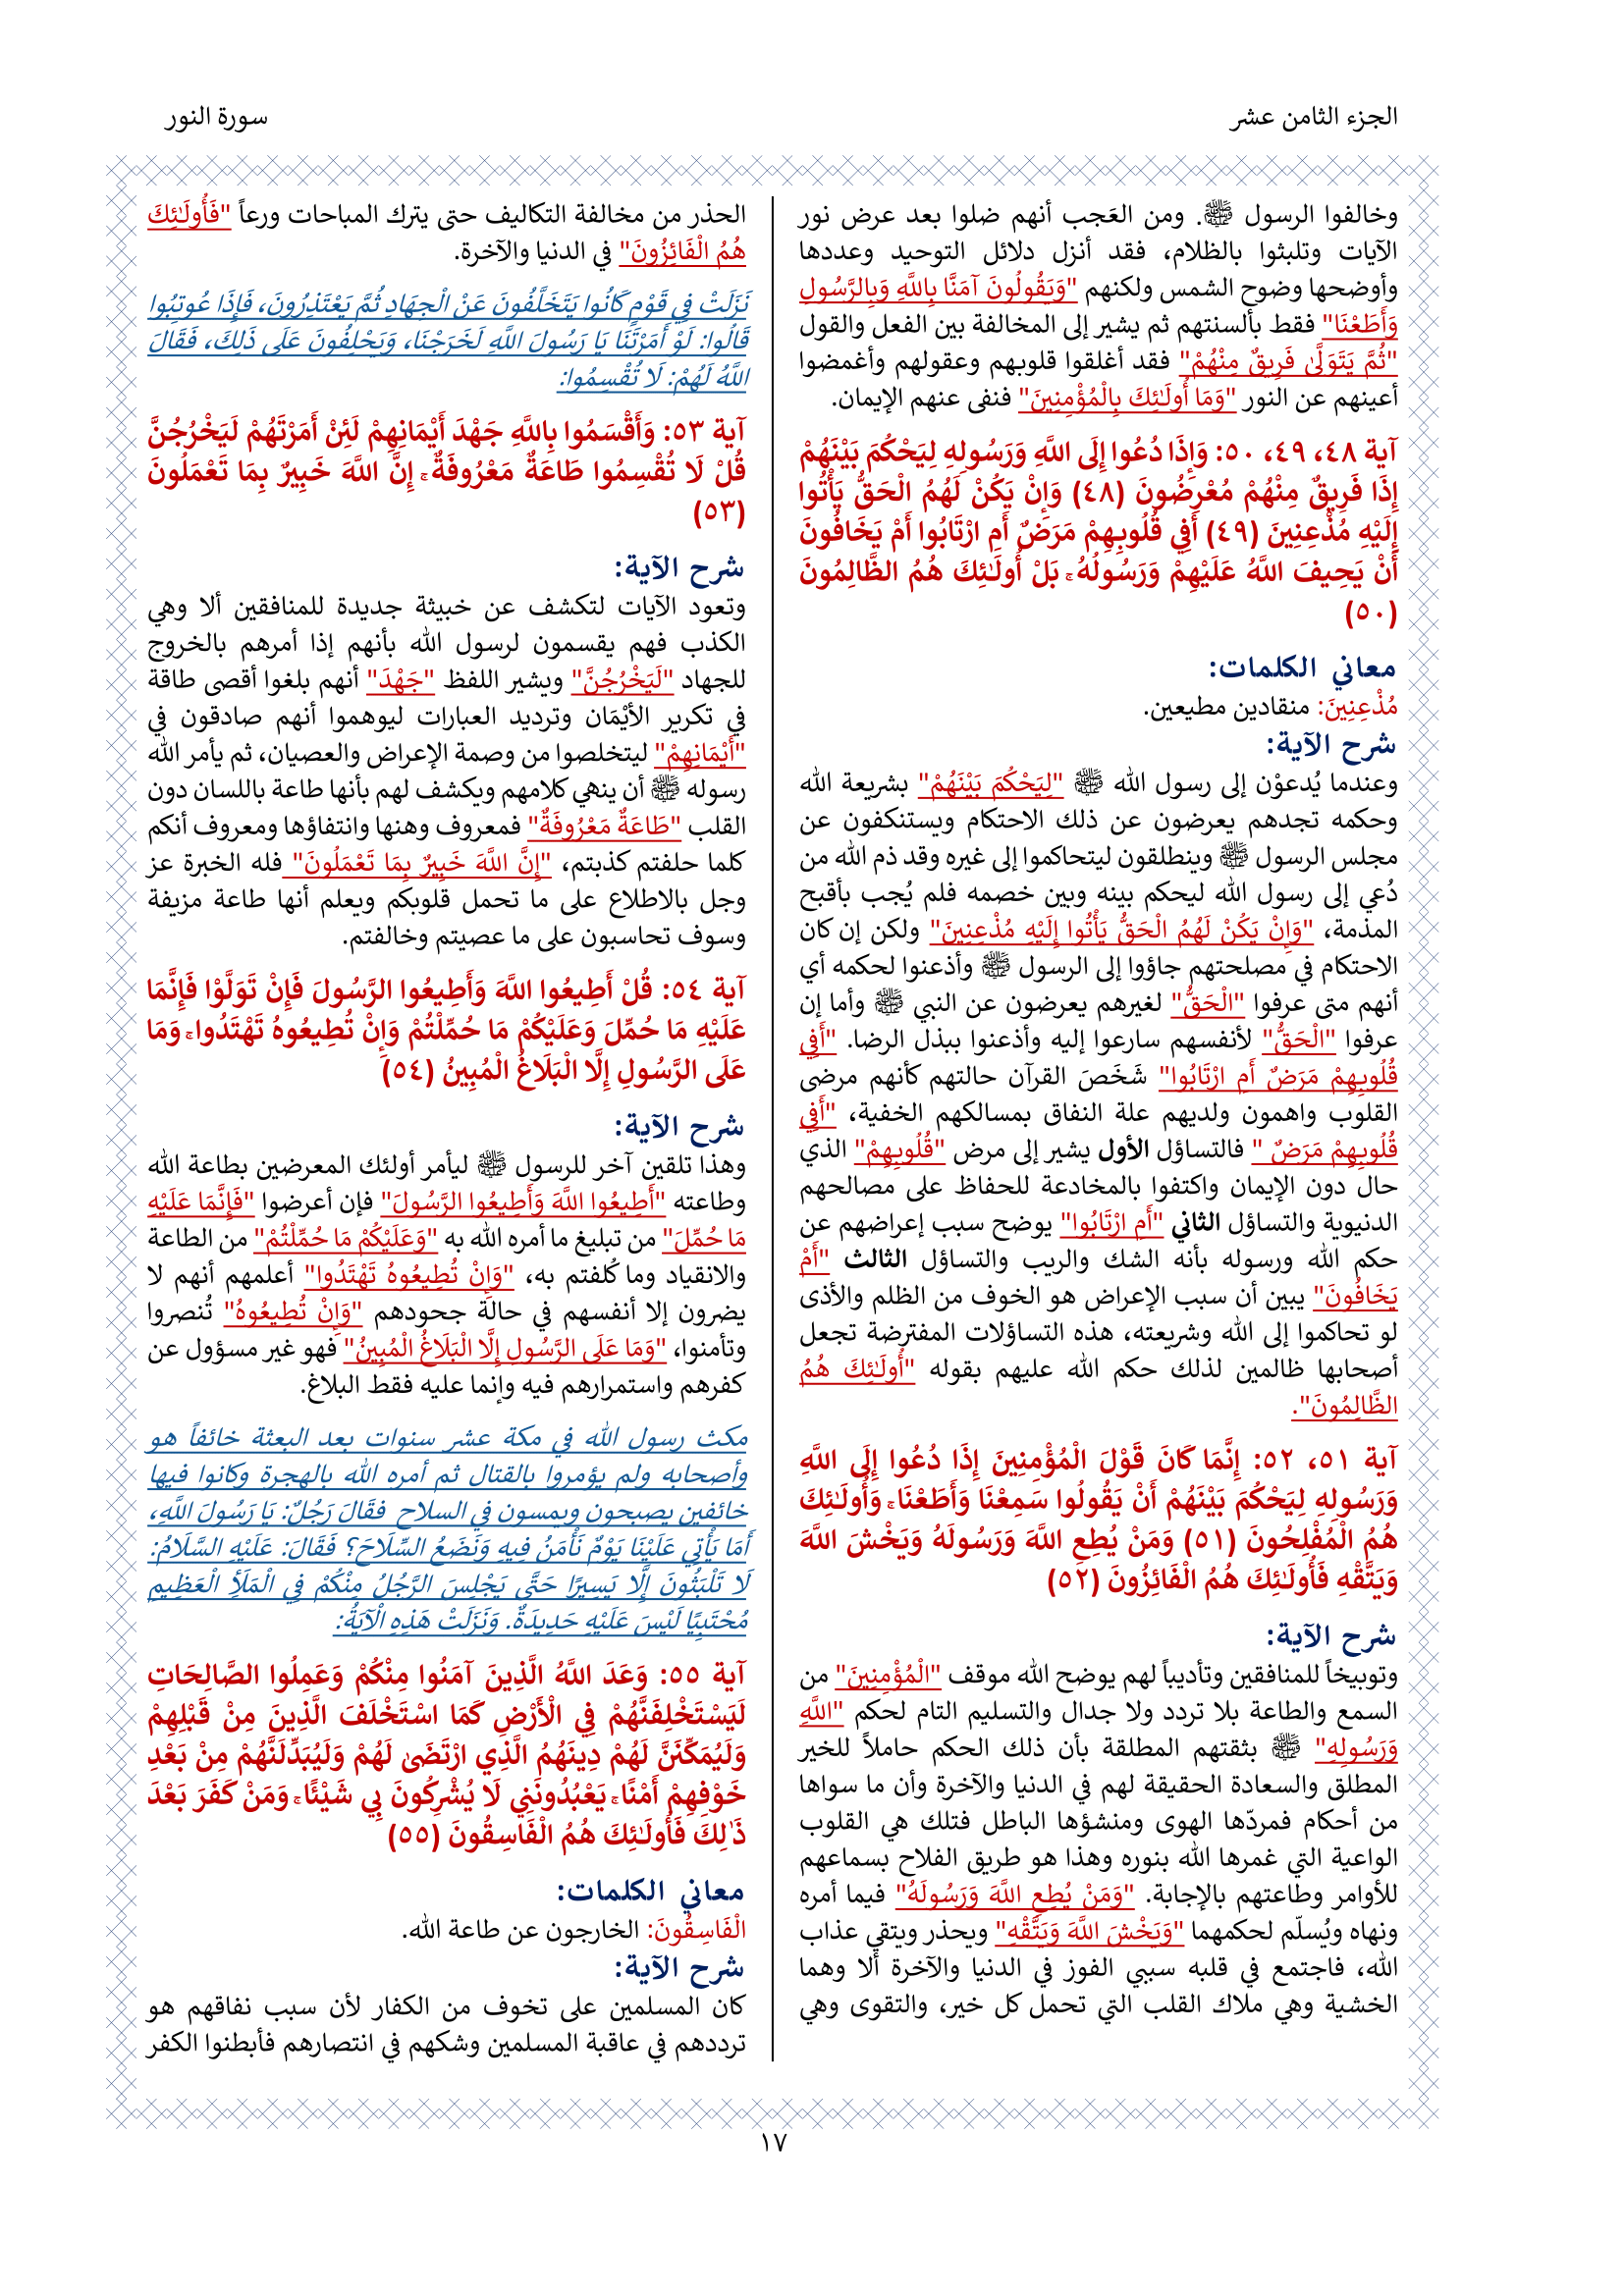 الجزء الثامن عشر
سورة النور
وخالفوا الرسول ﷺ. ومن العَجب أنهم ضلوا بعد عرض نور
الآيات وتلبثوا بالظلام، فقد أنزل دلائل التوحيد وعددها
وأوضحها وضوح الشمس ولكنهم "وَيَقُولُونَ آمَنَّا بِاللَّهِ وَبِالرَّسُولِ
وَأَطَعْنَا" فقط بألسنتهم ثم يشير إلى المخالفة بين الفعل والقول
"ثُمَّ يَتَوَلَّىٰ فَرِيقٌ مِنْهُمْ" فقد أغلقوا قلوبهم وعقولهم وأغمضوا
أعينهم عن النور "وَمَا أُولَٰئِكَ بِالْمُؤْمِنِينَ" فنفى عنهم الإيمان.
آية ٤٨، ٤٩، ٥٠: وَإِذَا دُعُوا إِلَى اللَّهِ وَرَسُولِهِ لِيَحْكُمَ بَيْنَهُمْ
إِذَا فَرِيقٌ مِنْهُمْ مُعْرِضُونَ (٤٨) وَإِنْ يَكُنْ لَهُمُ الْحَقُّ يَأْتُوا
إِلَيْهِ مُذْعِنِينَ (٤٩) أَفِي قُلُوبِهِمْ مَرَضٌ أَمِ ارْتَابُوا أَمْ يَخَافُونَ
أَنْ يَحِيفَ اللَّهُ عَلَيْهِمْ وَرَسُولُهُ ۚ بَلْ أُولَٰئِكَ هُمُ الظَّالِمُونَ
(٥٠)
معاني الكلمات:
مُذْعِنِينَ: منقادين مطيعين.
شرح الآية:
وعندما يُدعوْن إلى رسول الله ﷺ "لِيَحْكُمَ بَيْنَهُمْ" بشريعة الله
وحكمه تجدهم يعرضون عن ذلك الاحتكام ويستنكفون عن
مجلس الرسول ﷺ وينطلقون ليتحاكموا إلى غيره وقد ذم الله من
دُعي إلى رسول الله ليحكم بينه وبين خصمه فلم يُجب بأقبح
المذمة، "وَإِنْ يَكُنْ لَهُمُ الْحَقُّ يَأْتُوا إِلَيْهِ مُذْعِنِينَ" ولكن إن كان
الاحتكام في مصلحتهم جاؤوا إلى الرسول ﷺ وأذعنوا لحكمه أي
أنهم متى عرفوا "الْحَقُّ" لغيرهم يعرضون عن النبي ﷺ وأما إن
عرفوا "الْحَقُّ" لأنفسهم سارعوا إليه وأذعنوا ببذل الرضا. "أَفِي
قُلُوبِهِمْ مَرَضٌ أَمِ ارْتَابُوا" شَخَصَ القرآن حالتهم كأنهم مرضى
القلوب واهمون ولديهم علة النفاق بمسالكهم الخفية، "أَفِي
قُلُوبِهِمْ مَرَضٌ " فالتساؤل الأول يشير إلى مرض "قُلُوبِهِمْ" الذي
حال دون الإيمان واكتفوا بالمخادعة للحفاظ على مصالحهم
الدنيوية والتساؤل الثاني "أَمِ ارْتَابُوا" يوضح سبب إعراضهم عن
حكم الله ورسوله بأنه الشك والريب والتساؤل الثالث "أَمْ
يَخَافُونَ" يبين أن سبب الإعراض هو الخوف من الظلم والأذى
لو تحاكموا إلى الله وشريعته، هذه التساؤلات المفترضة تجعل
أصحابها ظالمين لذلك حكم الله عليهم بقوله "أُولَٰئِكَ هُمُ
الظَّالِمُونَ".
آية ٥١، ٥٢: إِنَّمَا كَانَ قَوْلَ الْمُؤْمِنِينَ إِذَا دُعُوا إِلَى اللَّهِ
وَرَسُولِهِ لِيَحْكُمَ بَيْنَهُمْ أَنْ يَقُولُوا سَمِعْنَا وَأَطَعْنَا ۚ وَأُولَٰئِكَ
هُمُ الْمُفْلِحُونَ (٥١) وَمَنْ يُطِعِ اللَّهَ وَرَسُولَهُ وَيَخْشَ اللَّهَ
وَيَتَّقْهِ فَأُولَٰئِكَ هُمُ الْفَائِزُونَ (٥٢)
شرح الآية:
وتوبيخاً للمنافقين وتأديباً لهم يوضح الله موقف "الْمُؤْمِنِينَ" من
السمع والطاعة بلا تردد ولا جدال والتسليم التام لحكم "اللَّهِ
وَرَسُولِهِ" ﷺ بثقتهم المطلقة بأن ذلك الحكم حاملاً للخير
المطلق والسعادة الحقيقة لهم في الدنيا والآخرة وأن ما سواها
من أحكام فمردّها الهوى ومنشؤها الباطل فتلك هي القلوب
الواعية التي غمرها الله بنوره وهذا هو طريق الفلاح بسماعهم
للأوامر وطاعتهم بالإجابة. "وَمَنْ يُطِعِ اللَّهَ وَرَسُولَهُ" فيما أمره
ونهاه ويُسلّم لحكمهما "وَيَخْشَ اللَّهَ وَيَتَّقْهِ" ويحذر ويتقي عذاب
الله، فاجتمع في قلبه سببي الفوز في الدنيا والآخرة ألا وهما
الخشية وهي ملاك القلب التي تحمل كل خير، والتقوى وهي
الحذر من مخالفة التكاليف حتى يترك المباحات ورعاً "فَأُولَٰئِكَ
هُمُ الْفَائِزُونَ" في الدنيا والآخرة.
نَزَلَتْ فِي قَوْمٍ كَانُوا يَتَخَلَّفُونَ عَنْ الْجِهَادِ ثُمَّ يَعْتَذِرُونَ، فَإِذَا عُوتِبُوا
قَالُوا: لَوْ أَمَرْتَنَا يَا رَسُولَ اللَّهِ لَخَرَجْنَا، وَيَحْلِفُونَ عَلَى ذَلِكَ، فَقَالَ
اللَّهُ لَهُمْ: لَا تُقْسِمُوا:
آية ٥٣: وَأَقْسَمُوا بِاللَّهِ جَهْدَ أَيْمَانِهِمْ لَئِنْ أَمَرْتَهُمْ لَيَخْرُجُنَّ
قُلْ لَا تُقْسِمُوا طَاعَةٌ مَعْرُوفَةٌ ۚ إِنَّ اللَّهَ خَبِيرٌ بِمَا تَعْمَلُونَ
(٥٣)
شرح الآية:
وتعود الآيات لتكشف عن خبيثة جديدة للمنافقين ألا وهي
الكذب فهم يقسمون لرسول الله بأنهم إذا أمرهم بالخروج
للجهاد "لَيَخْرُجُنَّ" ويشير اللفظ "جَهْدَ" أنهم بلغوا أقصى طاقة
في تكرير الأيْمَان وترديد العبارات ليوهموا أنهم صادقون في
"أَيْمَانِهِمْ" ليتخلصوا من وصمة الإعراض والعصيان، ثم يأمر الله
رسوله ﷺ أن ينهي كلامهم ويكشف لهم بأنها طاعة باللسان دون
القلب "طَاعَةٌ مَعْرُوفَةٌ" فمعروف وهنها وانتفاؤها ومعروف أنكم
كلما حلفتم كذبتم، "إِنَّ اللَّهَ خَبِيرٌ بِمَا تَعْمَلُونَ" فله الخبرة عز
وجل بالاطلاع على ما تحمل قلوبكم ويعلم أنها طاعة مزيفة
وسوف تحاسبون على ما عصيتم وخالفتم.
آية ٥٤: قُلْ أَطِيعُوا اللَّهَ وَأَطِيعُوا الرَّسُولَ فَإِنْ تَوَلَّوْا فَإِنَّمَا
عَلَيْهِ مَا حُمِّلَ وَعَلَيْكُمْ مَا حُمِّلْتُمْ وَإِنْ تُطِيعُوهُ تَهْتَدُوا ۚ وَمَا
عَلَى الرَّسُولِ إِلَّا الْبَلَاغُ الْمُبِينُ (٥٤)
شرح الآية:
وهذا تلقين آخر للرسول ﷺ ليأمر أولئك المعرضين بطاعة الله
وطاعته "أَطِيعُوا اللَّهَ وَأَطِيعُوا الرَّسُولَ" فإن أعرضوا "فَإِنَّمَا عَلَيْهِ
مَا حُمِّلَ" من تبليغ ما أمره الله به "وَعَلَيْكُمْ مَا حُمِّلْتُمْ" من الطاعة
والانقياد وما كُلفتم به، "وَإِنْ تُطِيعُوهُ تَهْتَدُوا" أعلمهم أنهم لا
يضرون إلا أنفسهم في حالة جحودهم "وَإِنْ تُطِيعُوهُ" تُنصروا
وتأمنوا، "وَمَا عَلَى الرَّسُولِ إِلَّا الْبَلَاغُ الْمُبِينُ" فهو غير مسؤول عن
كفرهم واستمرارهم فيه وإنما عليه فقط البلاغ.
مكث رسول الله في مكة عشر سنوات بعد البعثة خائفاً هو
وأصحابه ولم يؤمروا بالقتال ثم أمره الله بالهجرة وكانوا فيها
خائفين يصبحون ويمسون في السلاح فقَالَ رَجُلٌ: يَا رَسُولَ اللَّهِ،
أَمَا يَأْتِي عَلَيْنَا يَوْمٌ نَأْمَنُ فِيهِ وَنَضَعُ السِّلَاحَ؟ فَقَالَ: عَلَيْهِ السَّلَامُ:
لَا تَلْبَثُونَ إِلَّا يَسِيرًا حَتَّى يَجْلِسَ الرَّجُلُ مِنْكُمْ فِي الْمَلَأِ الْعَظِيمِ
مُحْتَبِيًا لَيْسَ عَلَيْهِ حَدِيدَةٌ. وَنَزَلَتْ هَذِهِ الْآيَةُ:
آية ٥٥: وَعَدَ اللَّهُ الَّذِينَ آمَنُوا مِنْكُمْ وَعَمِلُوا الصَّالِحَاتِ
لَيَسْتَخْلِفَنَّهُمْ فِي الْأَرْضِ كَمَا اسْتَخْلَفَ الَّذِينَ مِنْ قَبْلِهِمْ
وَلَيُمَكِّنَنَّ لَهُمْ دِينَهُمُ الَّذِي ارْتَضَىٰ لَهُمْ وَلَيُبَدِّلَنَّهُمْ مِنْ بَعْدِ
خَوْفِهِمْ أَمْنًا ۚ يَعْبُدُونَنِي لَا يُشْرِكُونَ بِي شَيْئًا ۚ وَمَنْ كَفَرَ بَعْدَ
ذَٰلِكَ فَأُولَٰئِكَ هُمُ الْفَاسِقُونَ (٥٥)
معاني الكلمات:
الْفَاسِقُونَ: الخارجون عن طاعة الله.
شرح الآية:
كان المسلمين على تخوف من الكفار لأن سبب نفاقهم هو
ترددهم في عاقبة المسلمين وشكهم في انتصارهم فأبطنوا الكفر
١٧